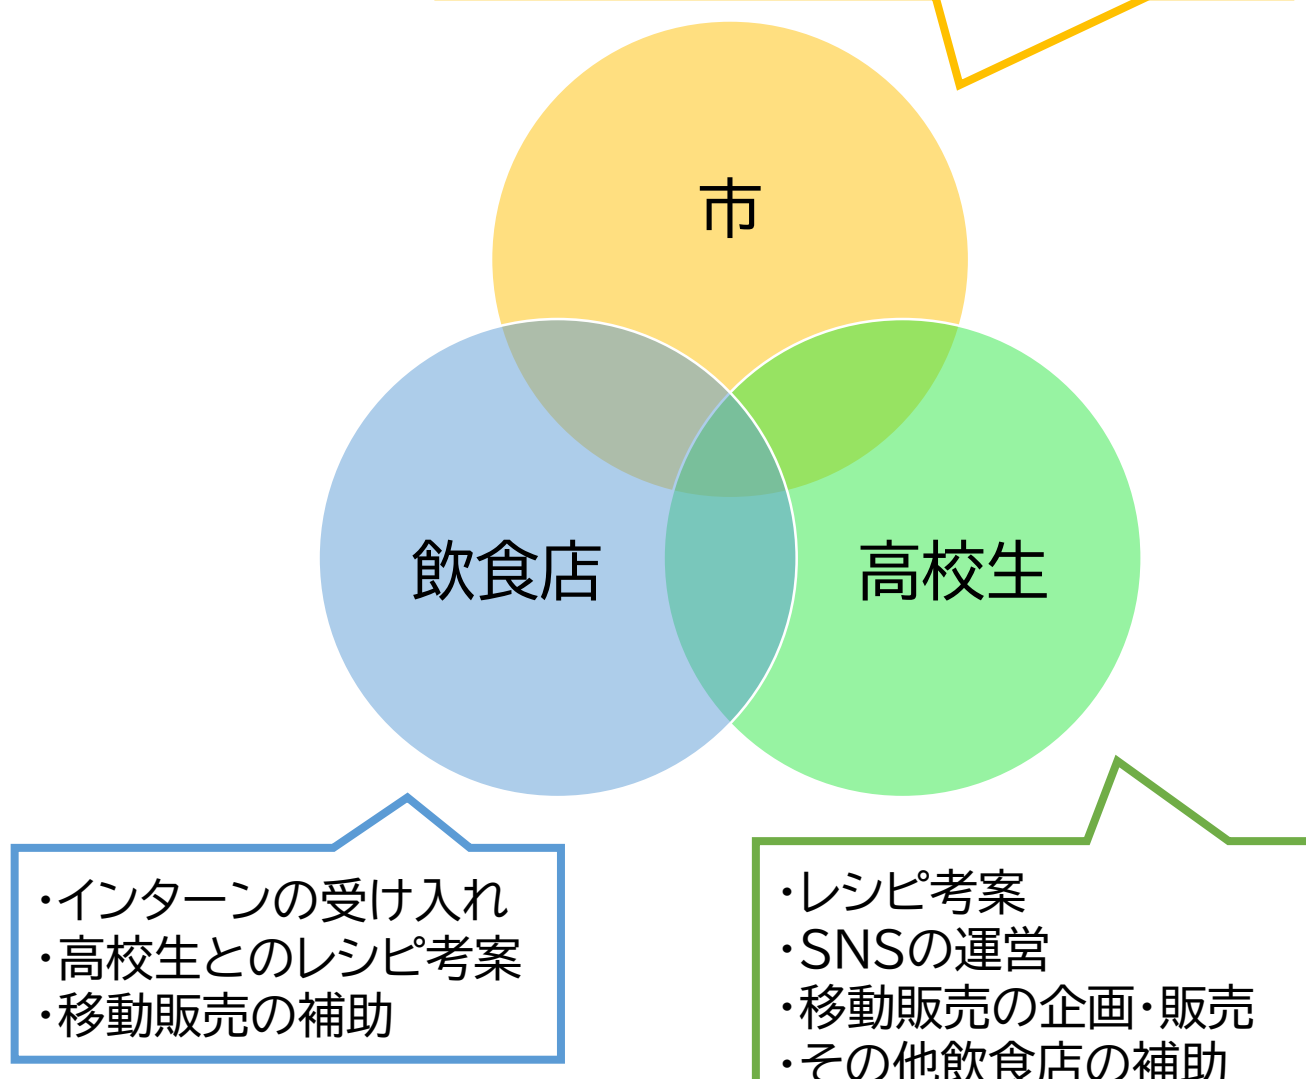 市
飲食店
高校生
・インターンの受け入れ
・高校生とのレシピ考案
・移動販売の補助
・レシピ考案
・SNSの運営
・移動販売の企画・販売
・その他飲食店の補助